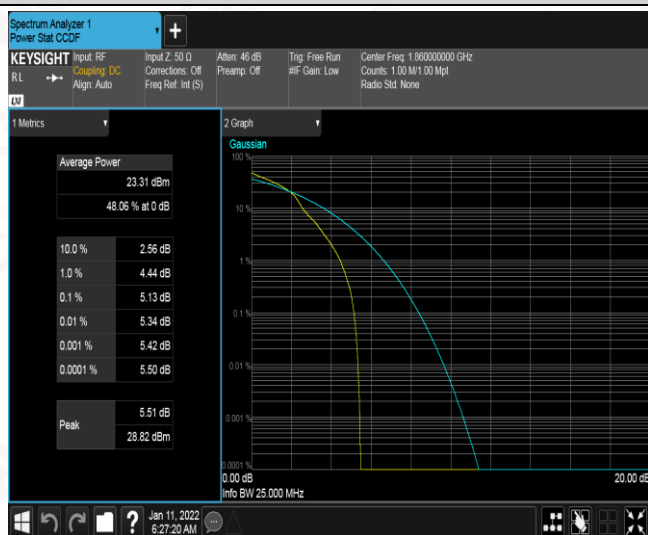 Spectrum Analyzer 1
Power Stat CCDF
KEYSIGHT
RL
LXI
Input: RF
Coupling: DC
Align: Auto
Input Z: 50 Ω
Corrections: Off
Freq Ref: Int (S)
Atten: 46 dB
Preamp: Off
Trig: Free Run
#IF Gain: Low
Center Freq: 1.860000000 GHz
Counts: 1.00 M/1.00 Mpt
Radio Std: None
1 Metrics
Average Power
23.31 dBm
48.06 % at 0 dB
10.0 % 2.56 dB
1.0 % 4.44 dB
0.1 % 5.13 dB
0.01 % 5.34 dB
0.001 % 5.42 dB
0.0001 % 5.50 dB
Peak
5.51 dB
28.82 dBm
2 Graph
Gaussian
100 %
10 %
1 %
0.1 %
0.01 %
0.001 %
0.0001 %
0.00 dB 20.00 dB
Info BW 25.000 MHz
?
Jan 11, 2022
6:27:20 AM